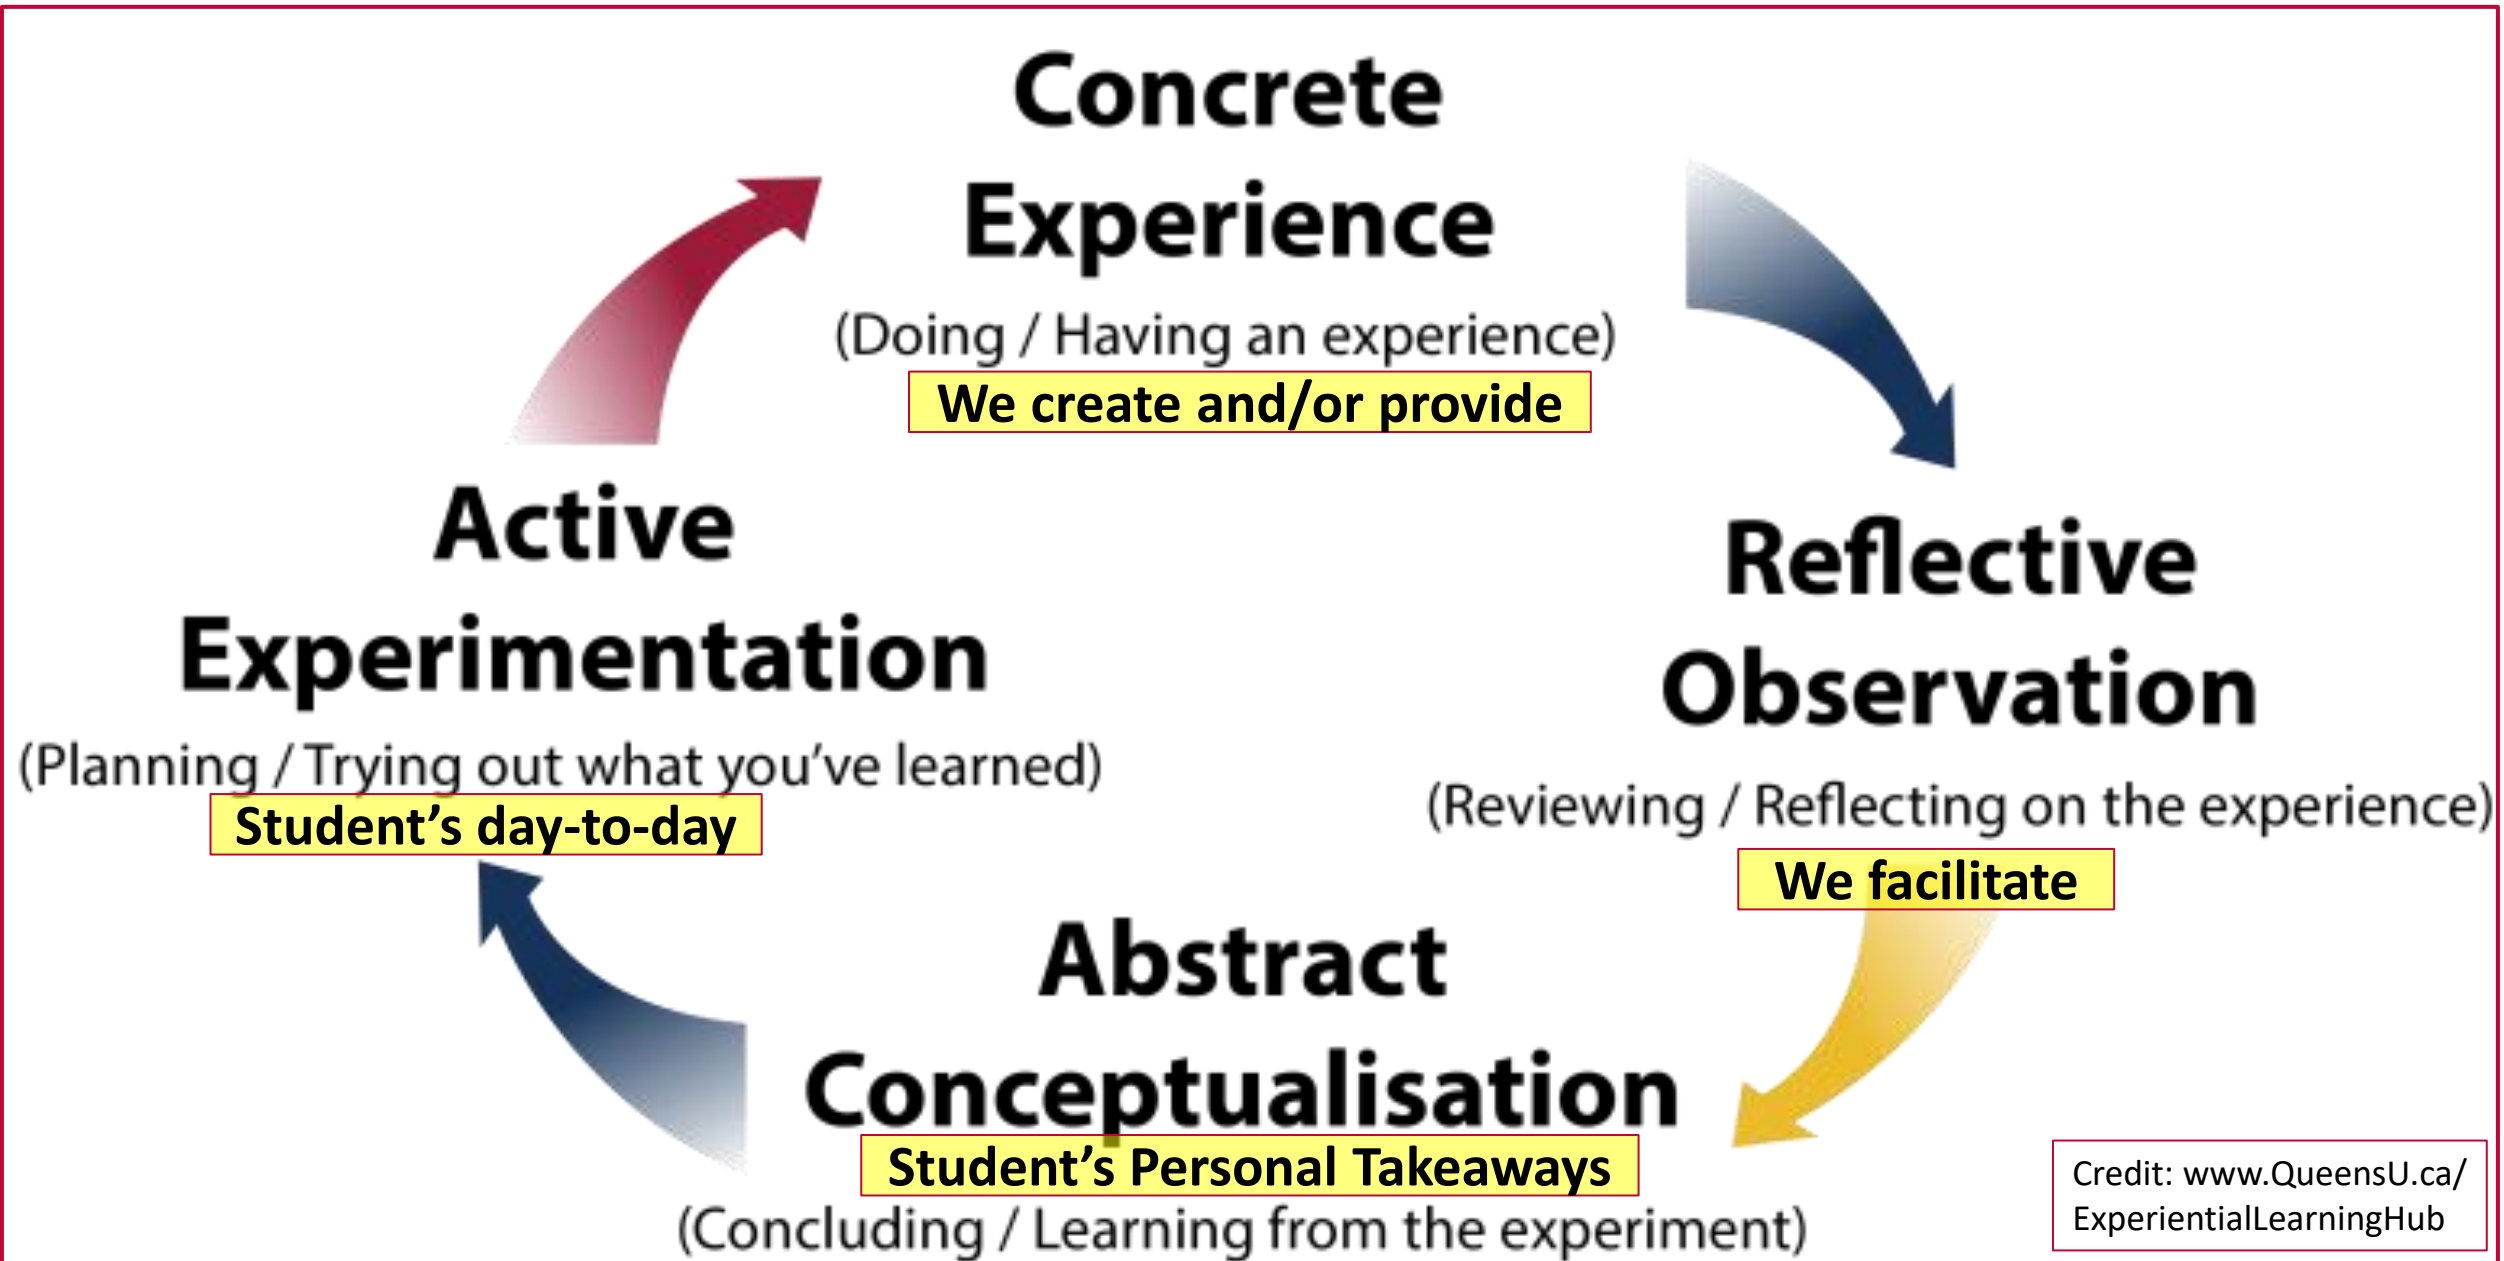 Concrete
Experience
(Doing / Having an experience)
We create and/or provide
Reflective
Observation
(Reviewing / Reflecting on the experience)
We facilitate
Abstract
Conceptualisation
Student’s Personal Takeaways
(Concluding / Learning from the experiment)
Active
Experimentation
(Planning / Trying out what you’ve learned)
Student’s day-to-day
Credit: www.QueensU.ca/
ExperientialLearningHub